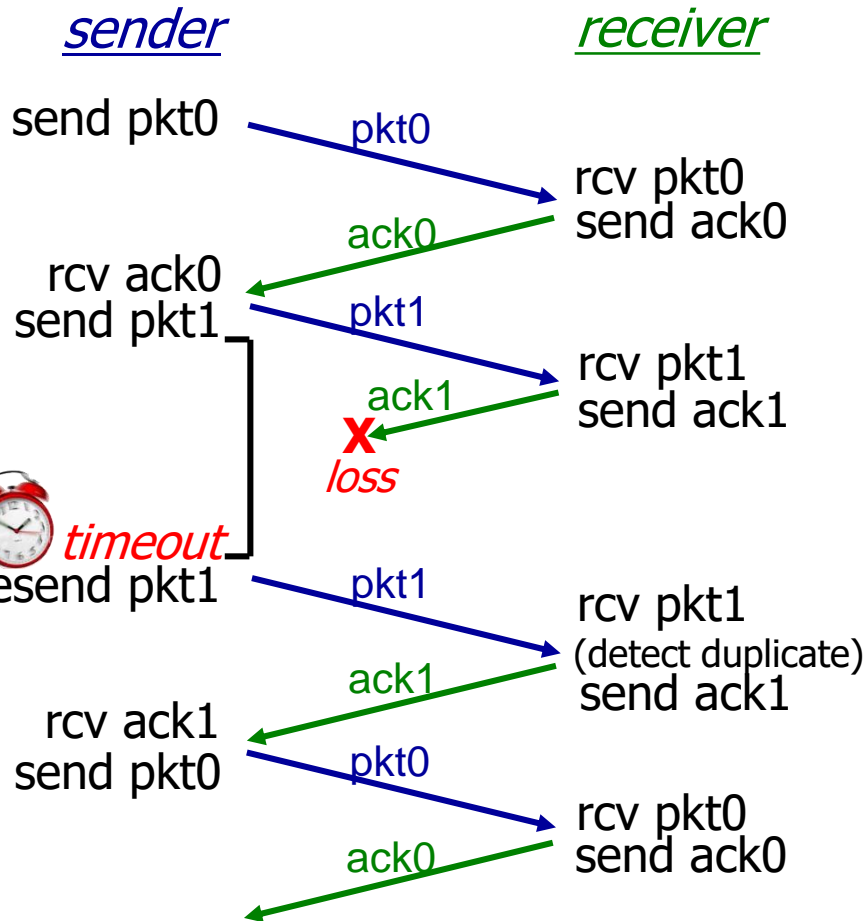 sender
receiver
send pkt0
pkt0
rcv pkt0
send ack0
ack0
rcv ack0
send pkt1
pkt1
rcv pkt1
send ack1
ack1
X
loss
timeout
esend pkt1
pkt1
rcv pkt1
(detect duplicate)
send ack1
ack1
rcv ack1
send pkt0
pkt0
rcv pkt0
send ack0
ack0